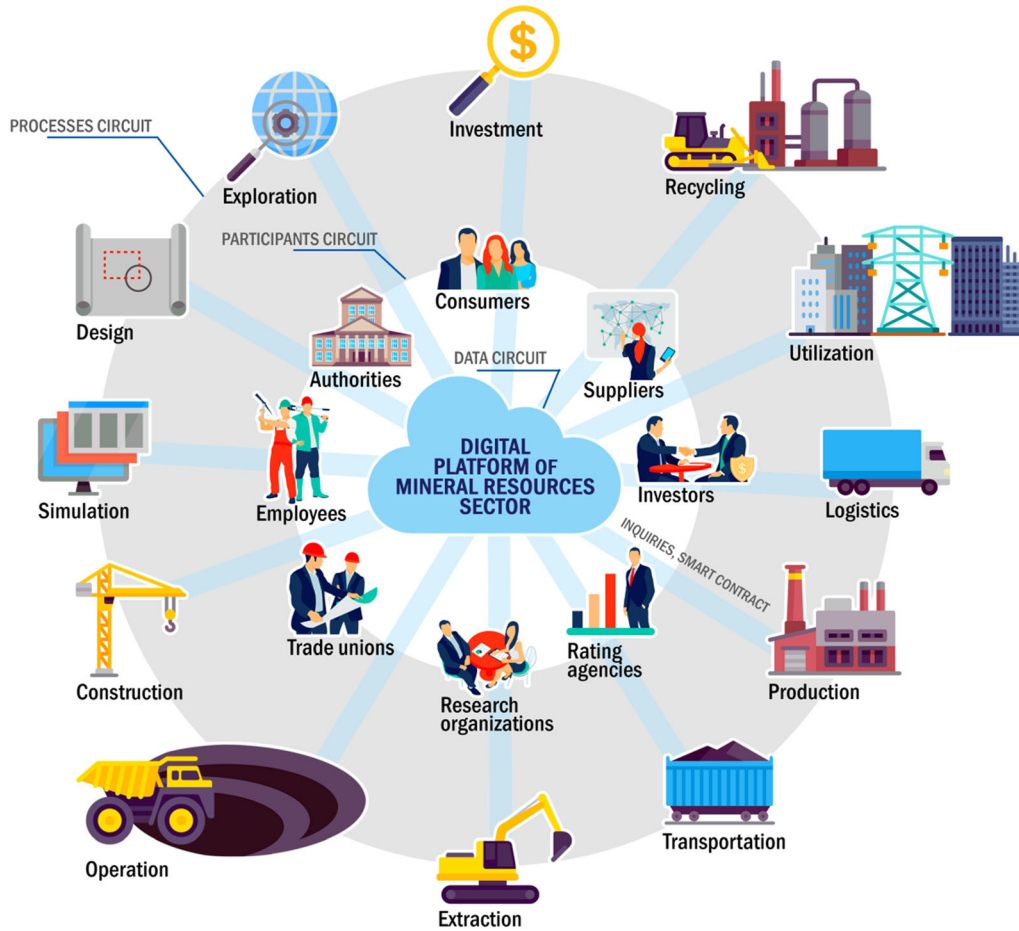 Investment
PROCESSES CIRCUIT
Exploration
Recycling
PARTICIPANTS CIRCUIT
Consumers
Design
Authorities
DATA CIRCUIT
Suppliers
Utilization
DIGITAL
PLATFORM OF
MINERAL RESOURCES
SECTOR
Simulation
Employees
Investors
Logistics
INQUIRIES, SMART CONTRACT
Construction
Trade unions
Research
organizations
Rating
agencies
Production
Operation
Transportation
Extraction